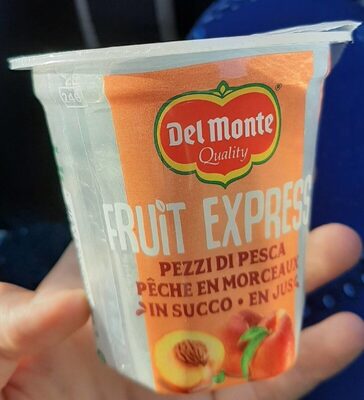 Del Monte
Quality
FRUIT EXPRESS
PEZZI DI PESCA
PÊCHE EN MORCEAUX
IN SUCCO • EN JUS